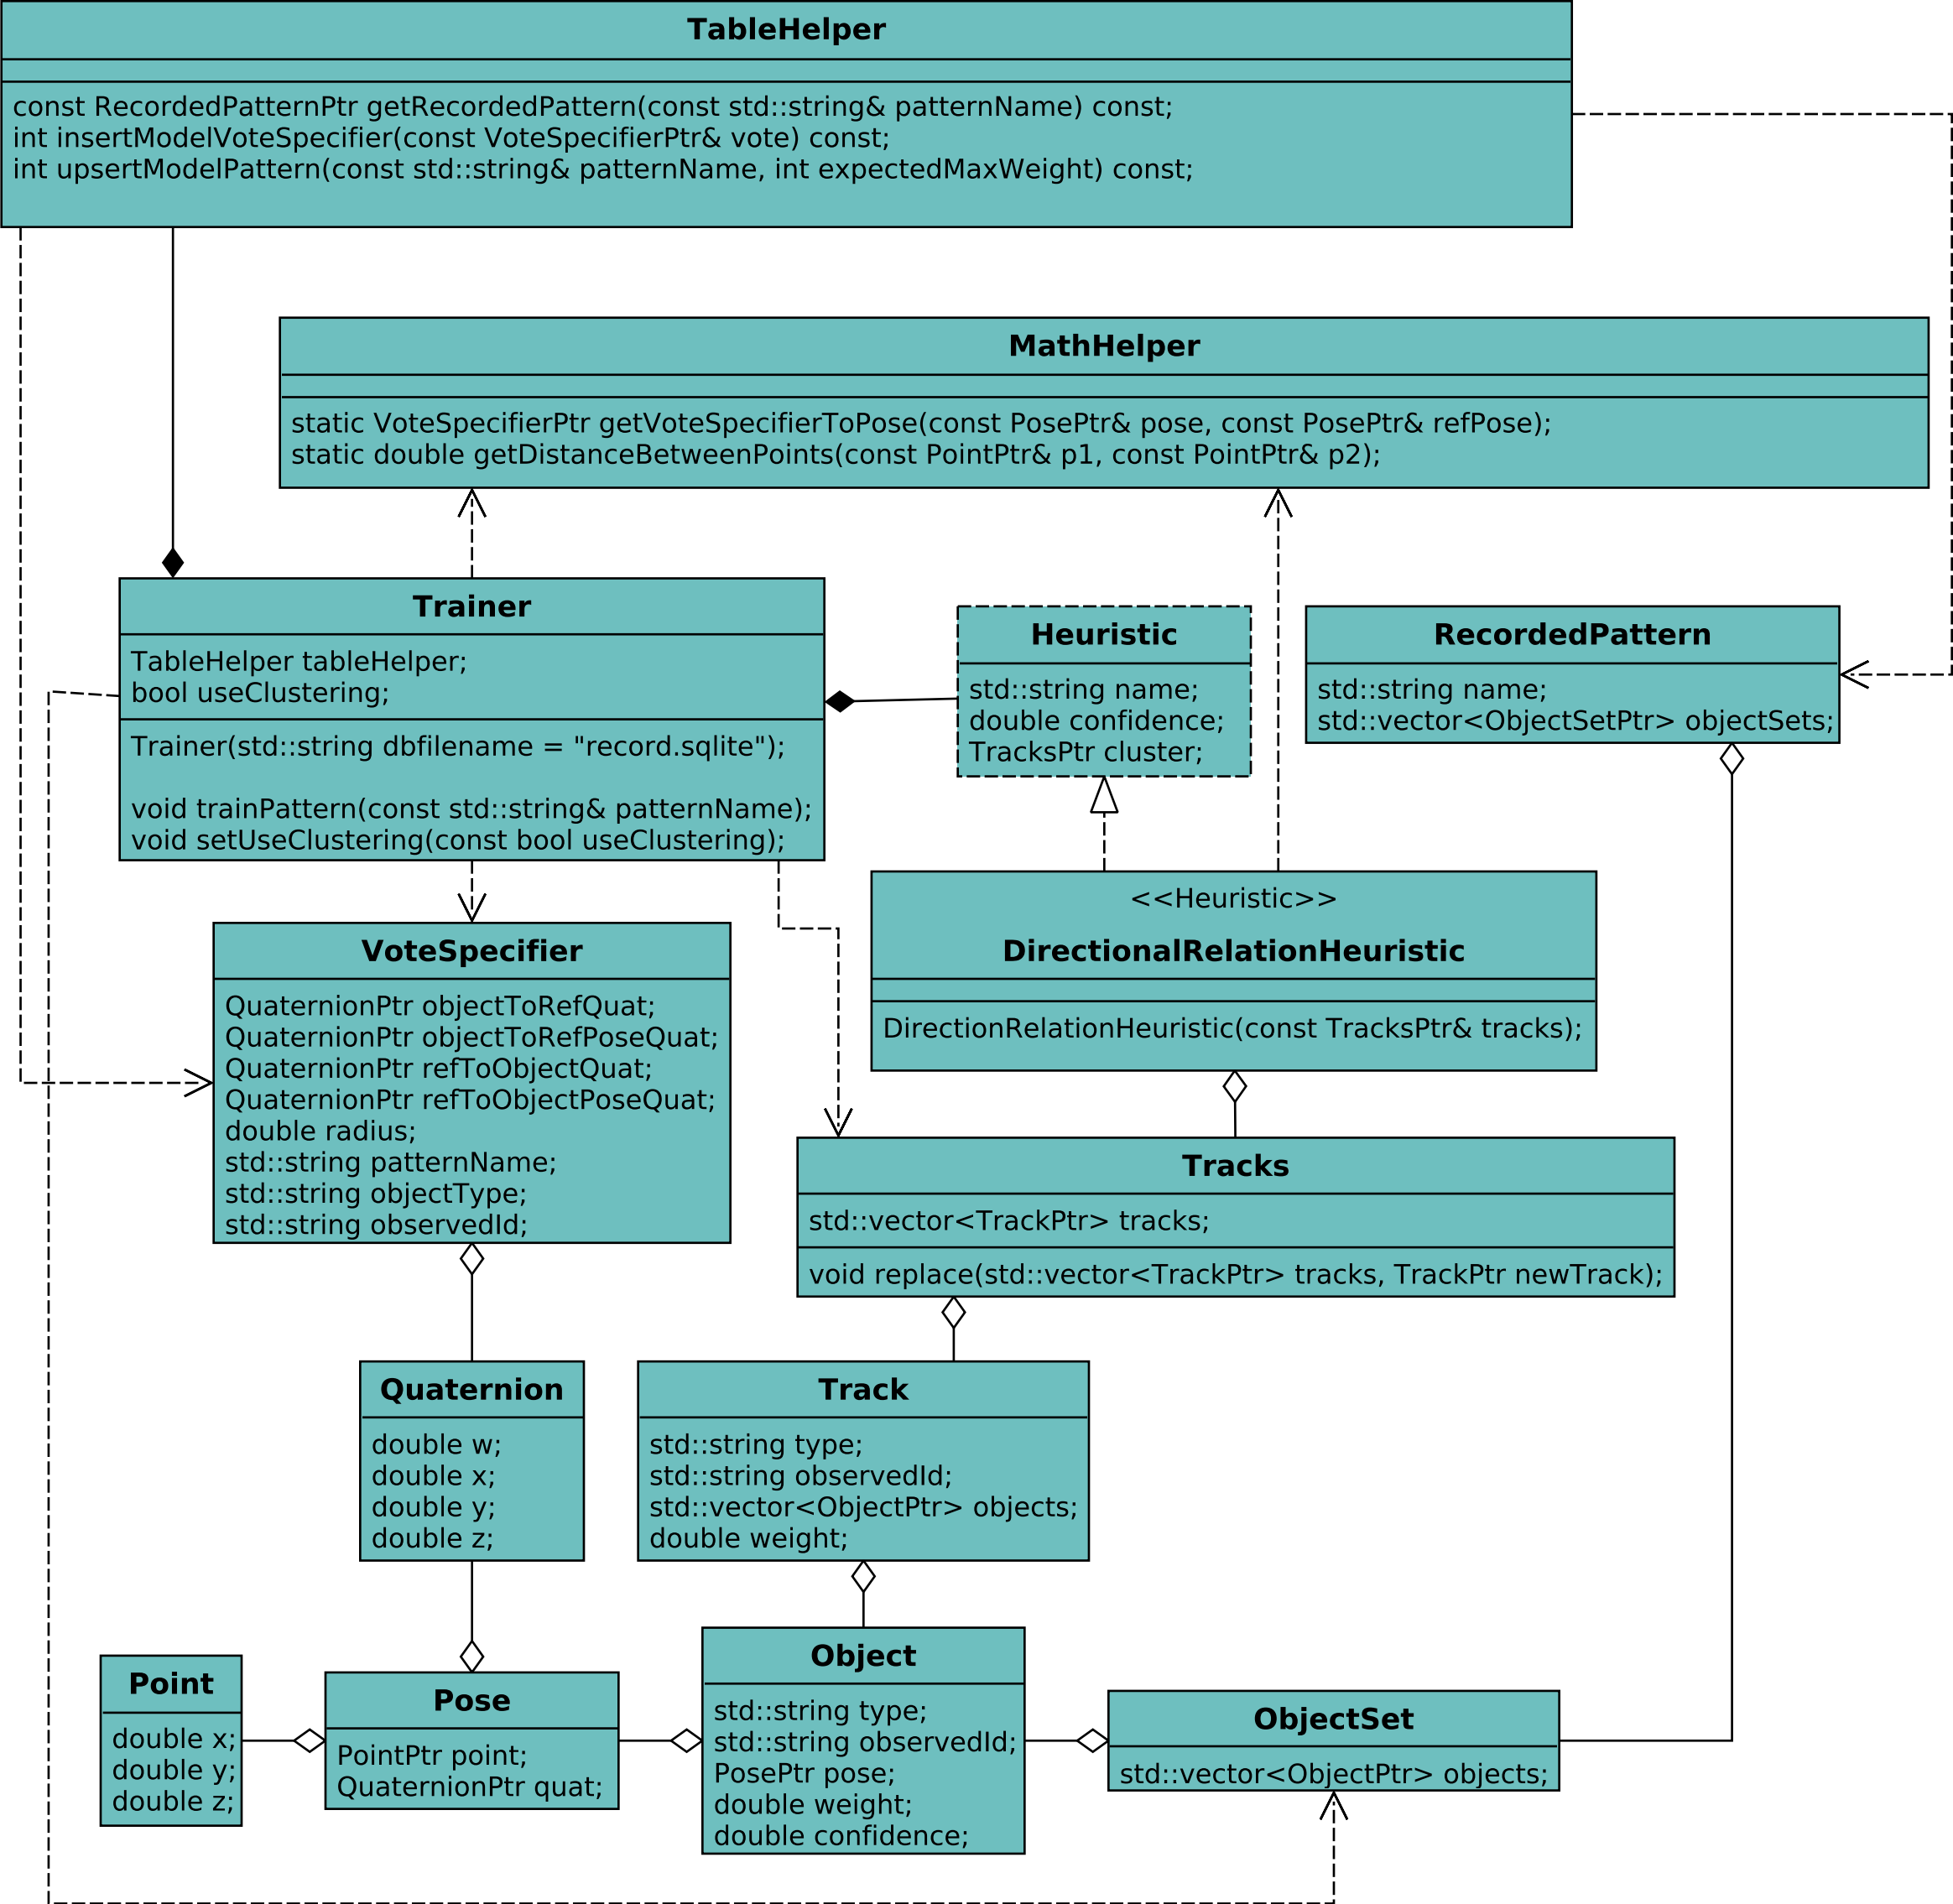 TableHelper
const RecordedPatternPtr getRecordedPattern(const std::string& patternName) const;
int insertModelVoteSpecifier(const VoteSpecifierPtr& vote) const;
int upsertModelPattern(const std::string& patternName, int expectedMaxWeight) const;
MathHelper
static VoteSpecifierPtr getVoteSpecifierToPose(const PosePtr& pose, const PosePtr& refPose);
static double getDistanceBetweenPoints(const PointPtr& p1, const PointPtr& p2);
Trainer
TableHelper tableHelper;
bool useClustering;
Trainer(std::string dbfilename = "record.sqlite");
void trainPattern(const std::string& patternName);
void setUseClustering(const bool useClustering);
Heuristic
std::string name;
double confidence;
TracksPtr cluster;
RecordedPattern
std::string name;
std::vector<ObjectSetPtr> objectSets;
<<Heuristic>>
DirectionalRelationHeuristic
DirectionRelationHeuristic(const TracksPtr& tracks);
VoteSpecifier
QuaternionPtr objectToRefQuat;
QuaternionPtr objectToRefPoseQuat;
QuaternionPtr refToObjectQuat;
QuaternionPtr refToObjectPoseQuat;
double radius;
std::string patternName;
std::string objectType;
std::string observedId;
Tracks
std::vector<TrackPtr> tracks;
void replace(std::vector<TrackPtr> tracks, TrackPtr newTrack);
Quaternion
double w;
double x;
double y;
double z;
Track
std::string type;
std::string observedId;
std::vector<ObjectPtr> objects;
double weight;
Point
double x;
double y;
double z;
Pose
PointPtr point;
QuaternionPtr quat;
Object
std::string type;
std::string observedId;
PosePtr pose;
double weight;
double confidence;
ObjectSet
std::vector<ObjectPtr> objects;